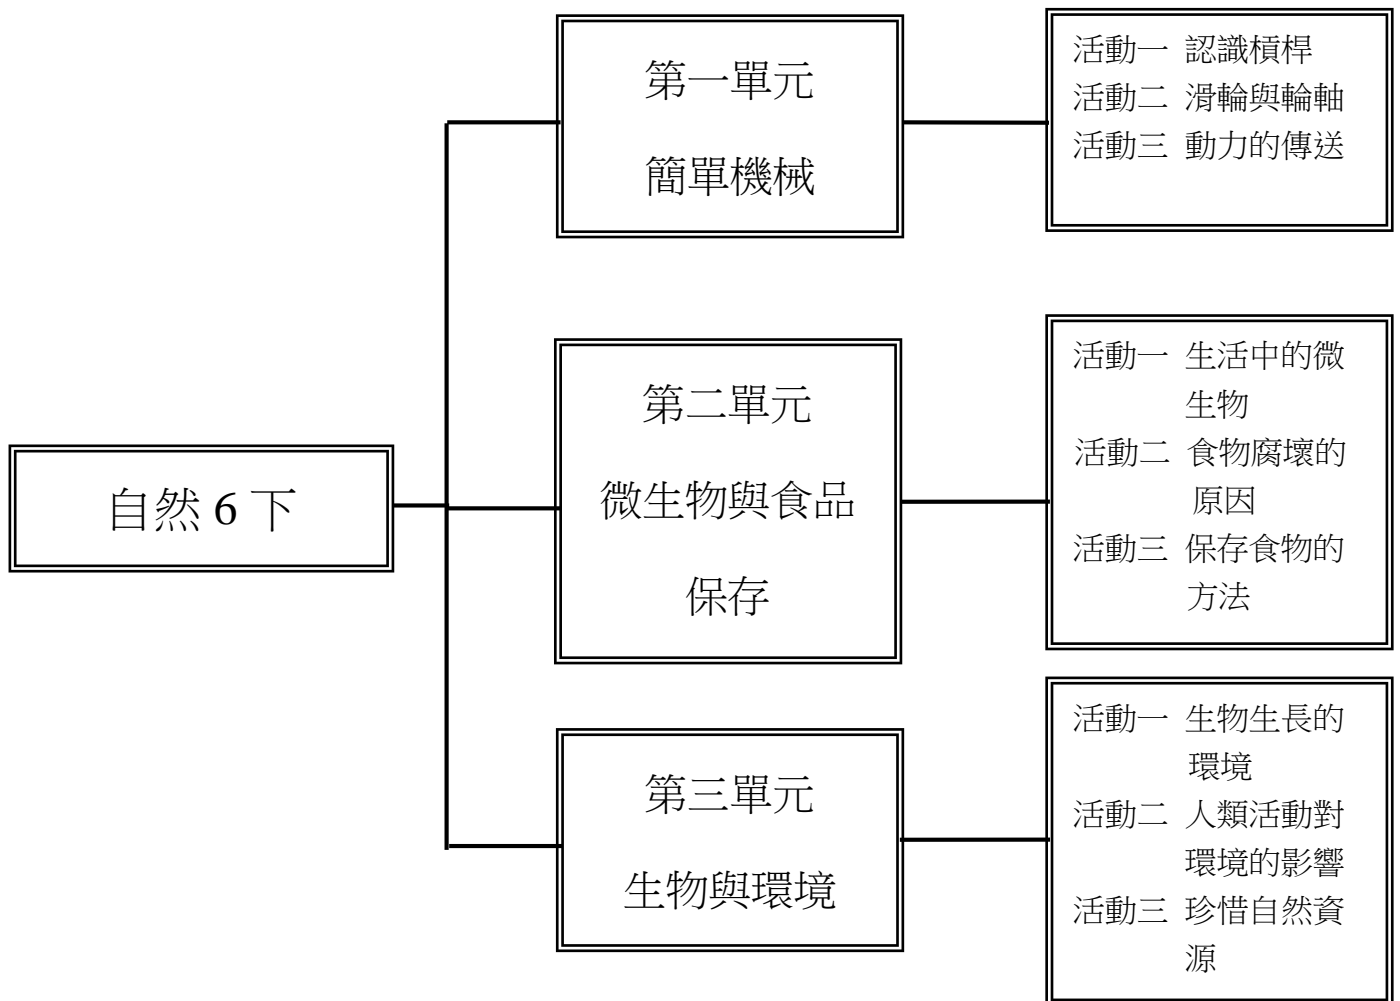 自然 6 下
第一單元
簡單機械
活動一 認識槓桿
活動二 滑輪與輪軸
活動三 動力的傳送
第二單元
微生物與食品
保存
活動一 生活中的微
生物
活動二 食物腐壞的
原因
活動三 保存食物的
方法
第三單元
生物與環境
活動一 生物生長的
環境
活動二 人類活動對
環境的影響
活動三 珍惜自然資
源